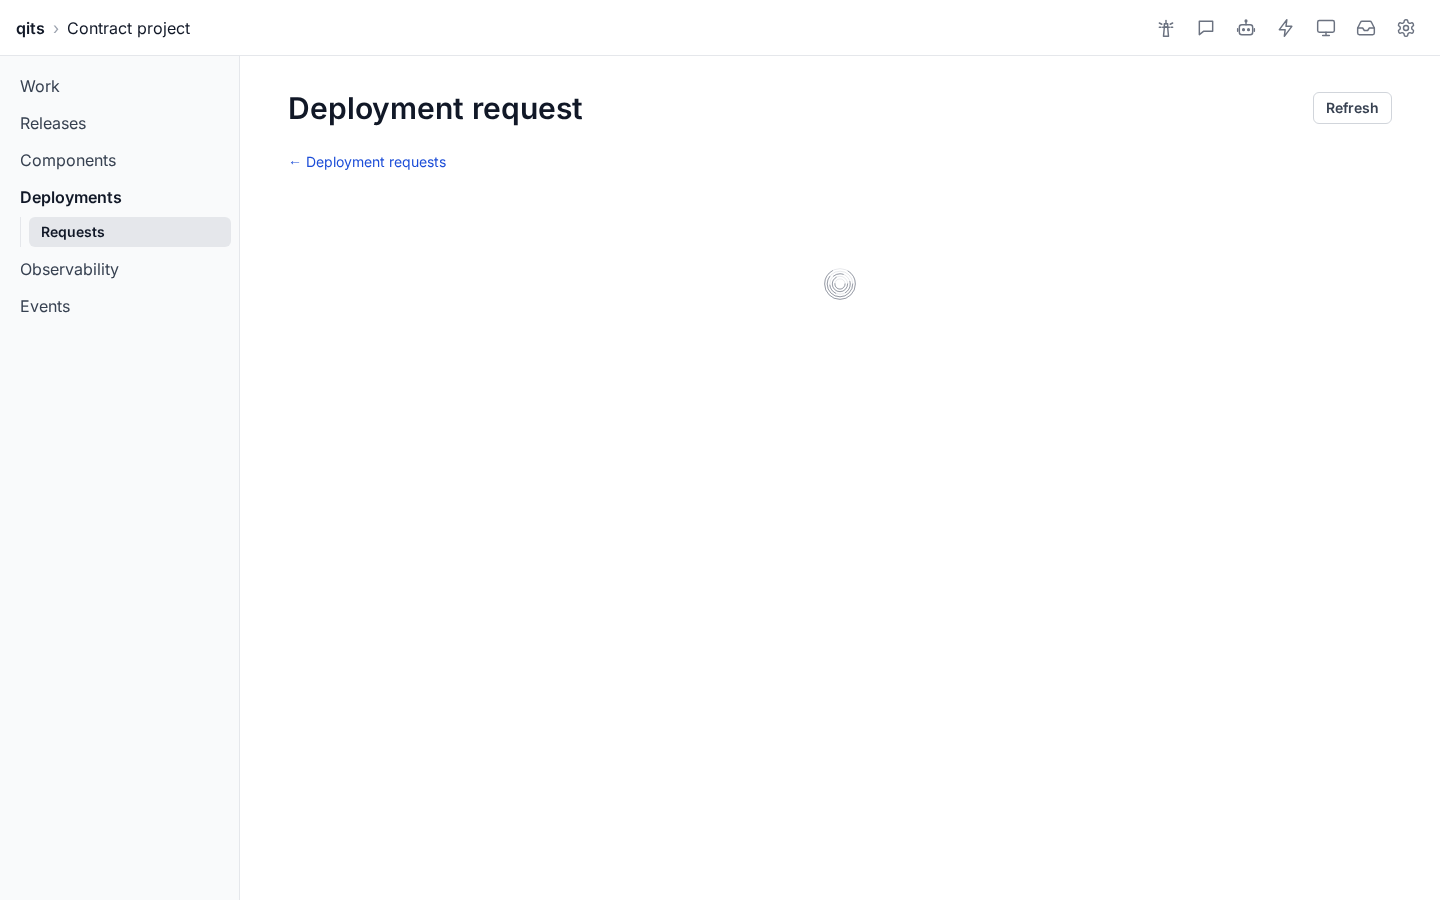 qits › Contract project
Work
Releases
Components
Deployments
Requests
Observability
Events
Deployment request
Refresh
← Deployment requests